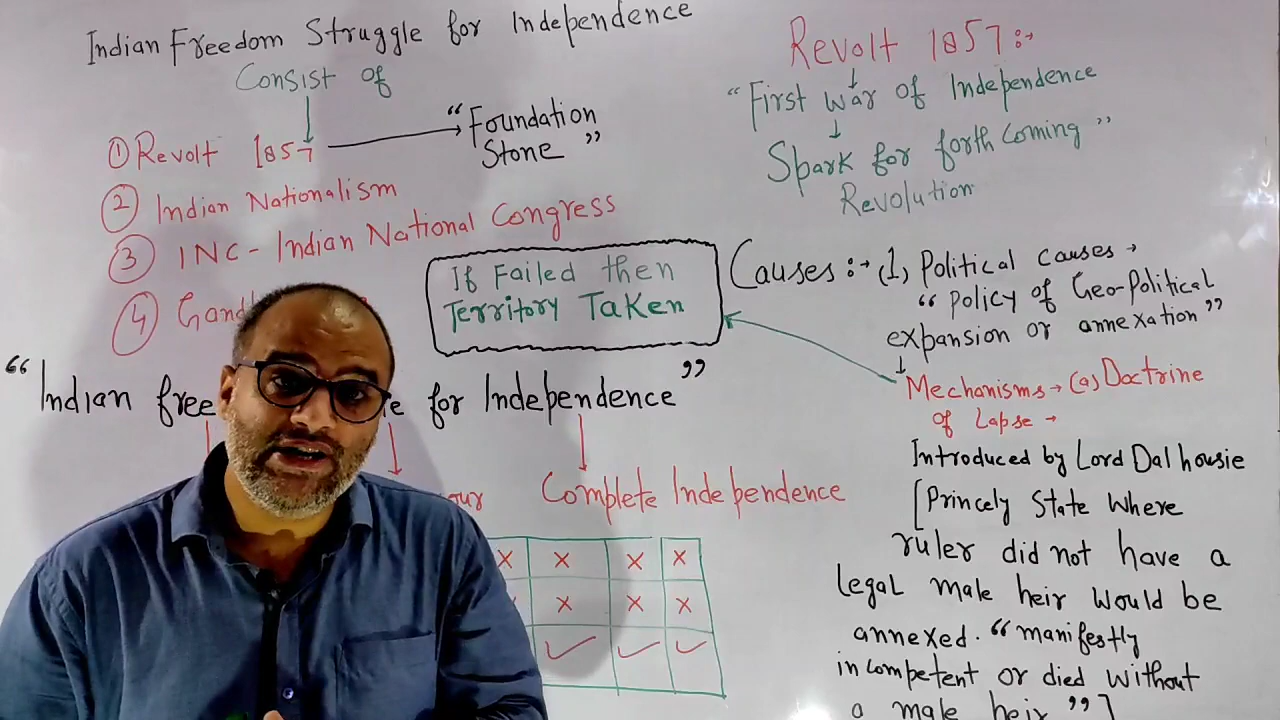 Indian Freedom Struggle for Independence
Consist of
① Revolt 1857
"Foundation
Stone"
② Indian Nationalism
③ INC - Indian National Congress
④
If Failed then
Territory Taken
"Indian for Independence"
Complete Independence
x x x x
x x x
✓ ✓ ✓
Revolt 1857:→
"First war of Independence
Spark for forth Coming"
Revolution
Causes:→ (1) Political causes →
"Policy of Geo-Political
expansion or annexation"
Mechanisms → (a) Doctrine
of Lapse →
Introduced by Lord Dalhousie
[Princely State Where
ruler did not have a
Legal male heir would be
annexed. "manifestly
incompetent or died without
a male heir"]